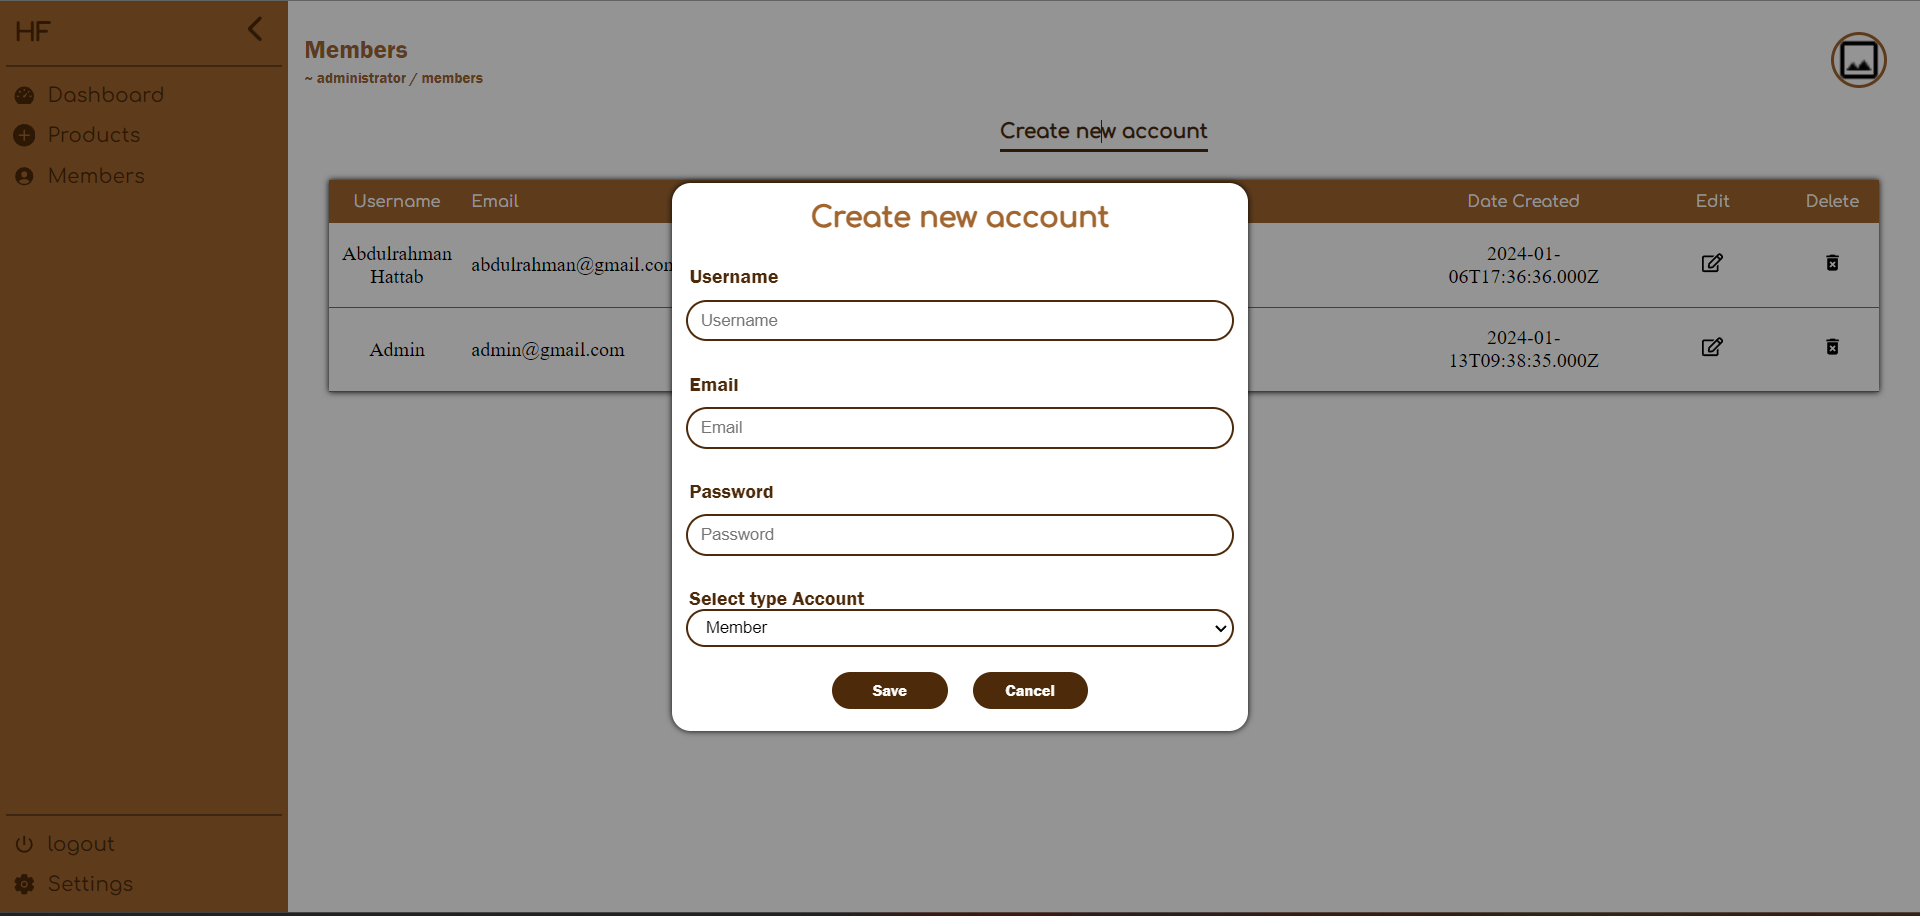 HF
Dashboard
Products
Members
logout
Settings
Members
~ administrator / members
Create new account
Username Email Date Created Edit Delete
Abdulrahman
Hattab
abdulrahman@gmail.com
2024-01-
06T17:36:36.000Z
Admin admin@gmail.com
2024-01-
13T09:38:35.000Z
Create new account
Username
Username
Email
Email
Password
Password
Select type Account
Member
Save Cancel